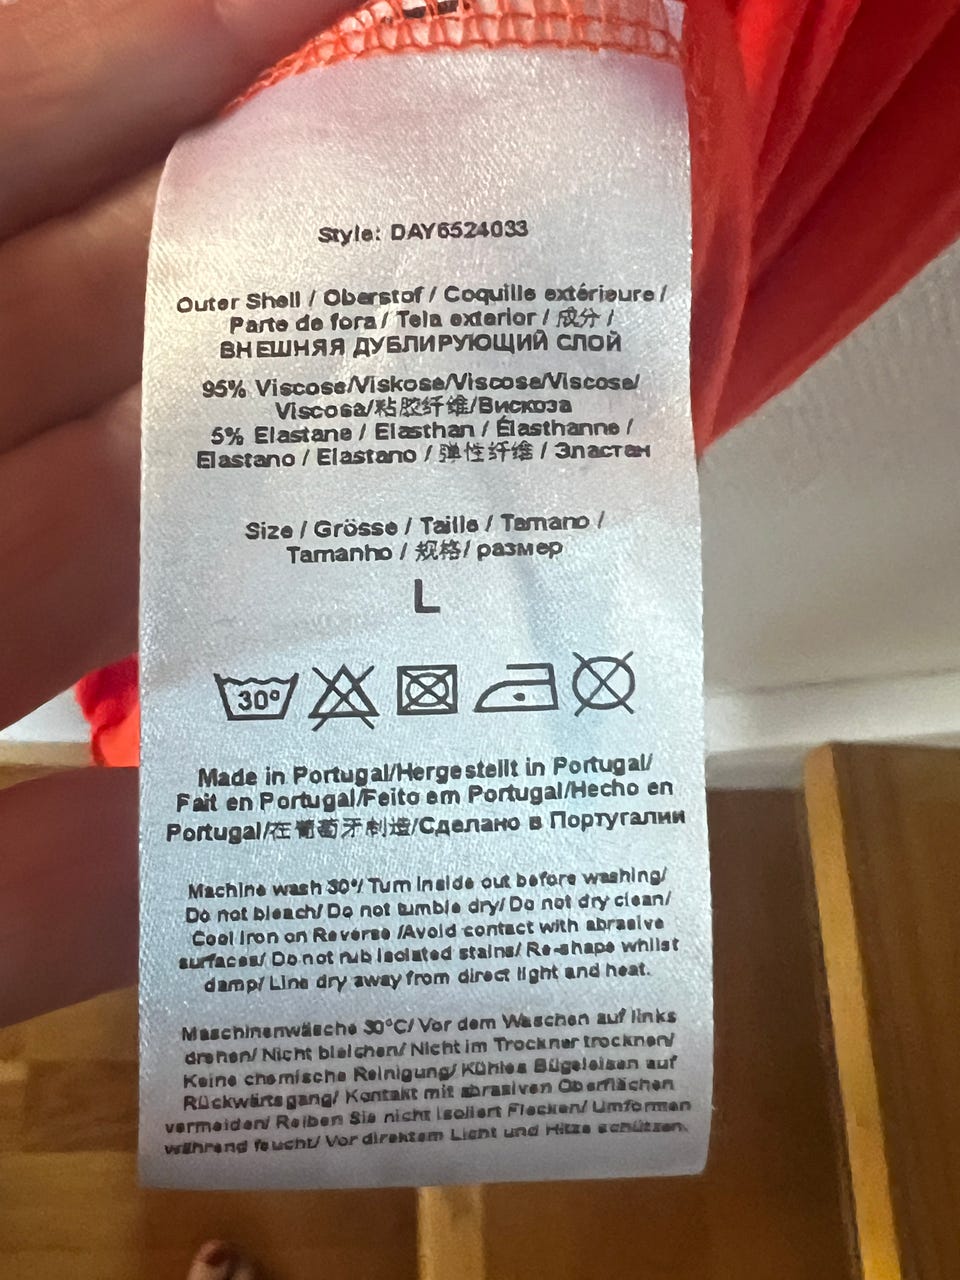 Style: DAY6524033
Outer Shell / Oberstof / Coquille extérieure /
Parte de fora / Tela exterior / 成分 /
ВНЕШНЯЯ ДУБЛИРУЮЩИЙ СЛОЙ
95% Viscose/Viskose/Viscose/Viscose/
Viscosa/粘胶纤维/Вискоза
5% Elastane / Elasthan / Élasthanne /
Elastano / Elastano / 弹性纤维 / Эластан
Size / Grösse / Taille / Tamano /
Tamanho / 规格/ размер
L
30°
Made in Portugal/Hergestellt in Portugal/
Fait en Portugal/Feito em Portugal/Hecho en
Portugal/在葡萄牙制造/Сделано в Португалии
Machine wash 30°/ Turn inside out before washing/
Do not bleach/ Do not tumble dry/ Do not dry clean/
Cool Iron on Reverse /Avoid contact with abrasive
surfaces/ Do not rub isolated stains/ Re-shape whilst
damp/ Line dry away from direct light and heat.
Maschinenwäsche 30°C/ Vor dem Waschen auf links
drehen/ Nicht bleichen/ Nicht im Trockner trocknen/
Keine chemische Reinigung/ Kühles Bügeleisen auf
Rückwärtsgang/ Kontakt mit abrasiven Oberflächen
vermeiden/ Reiben Sie nicht isoliert Flecken/ Umformen
während feucht/ Vor direktem Licht und Hitze schützen.